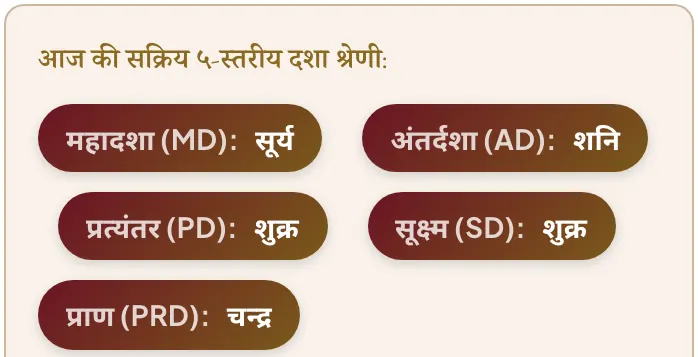 आज की सक्रिय ५-स्तरीय दशा श्रेणी:
महादशा (MD): सूर्य
अंतर्दशा (AD): शनि
प्रत्यंतर (PD): शुक्र
सूक्ष्म (SD): शुक्र
प्राण (PRD): चन्द्र